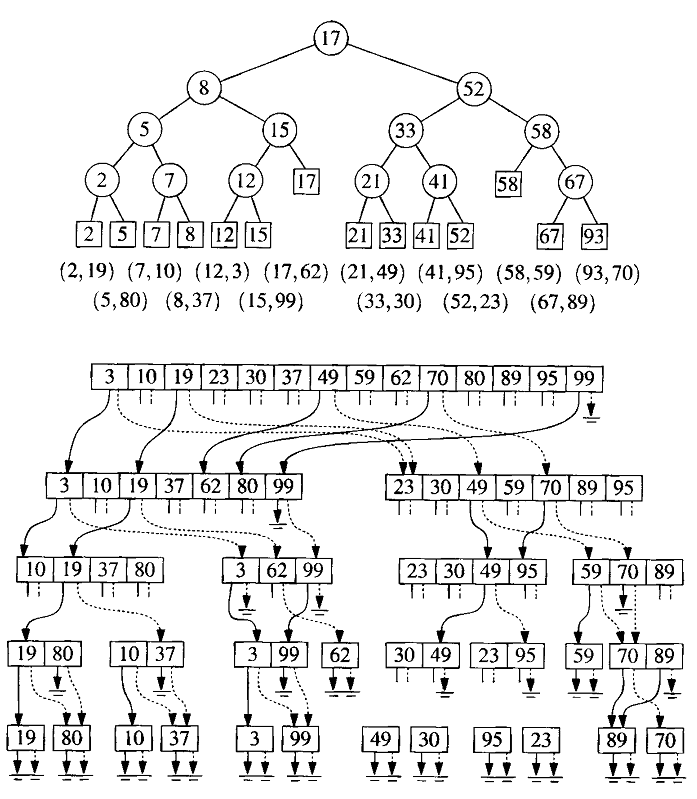 17
8 52
5 15 33 58
2 7 12 17 21 41 58 67
2 5 7 8 12 15 21 33 41 52 67 93
(2, 19) (7, 10) (12, 3) (17, 62) (21, 49) (41, 95) (58, 59) (93, 70)
(5, 80) (8, 37) (15, 99) (33, 30) (52, 23) (67, 89)
3 10 19 23 30 37 49 59 62 70 80 89 95 99
3 10 19 37 62 80 99 23 30 49 59 70 89 95
10 19 37 80 3 62 99 23 30 49 95 59 70 89
19 80 10 37 3 99 62 30 49 23 95 59 70 89
19 80 10 37 3 99 49 30 95 23 89 70